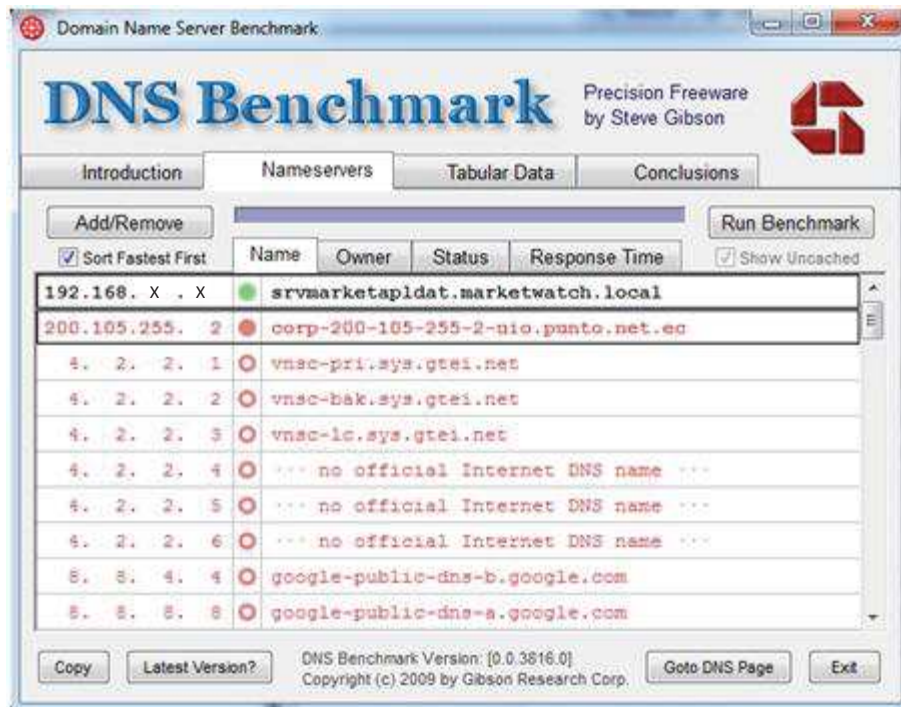 Domain Name Server Benchmark
DNS Benchmark
Precision Freeware
by Steve Gibson
Introduction
Nameservers
Tabular Data
Conclusions
Add/Remove
Run Benchmark
Sort Fastest First
Name
Owner
Status
Response Time
Show Uncached
192.168. X . X srvmarketapldat.marketwatch.local
200.105.255. 2 corp-200-105-255-2-uio.punto.net.ec
4. 2. 2. 1 vnsc-pri.sys.gtei.net
4. 2. 2. 2 vnsc-bak.sys.gtei.net
4. 2. 2. 3 vnsc-lc.sys.gtei.net
4. 2. 2. 4 ··· no official Internet DNS name ···
4. 2. 2. 5 ··· no official Internet DNS name ···
4. 2. 2. 6 ··· no official Internet DNS name ···
8. 8. 4. 4 google-public-dns-b.google.com
8. 8. 8. 8 google-public-dns-a.google.com
Copy
Latest Version?
DNS Benchmark Version: [0.0.3816.0]
Copyright (c) 2009 by Gibson Research Corp.
Goto DNS Page
Exit